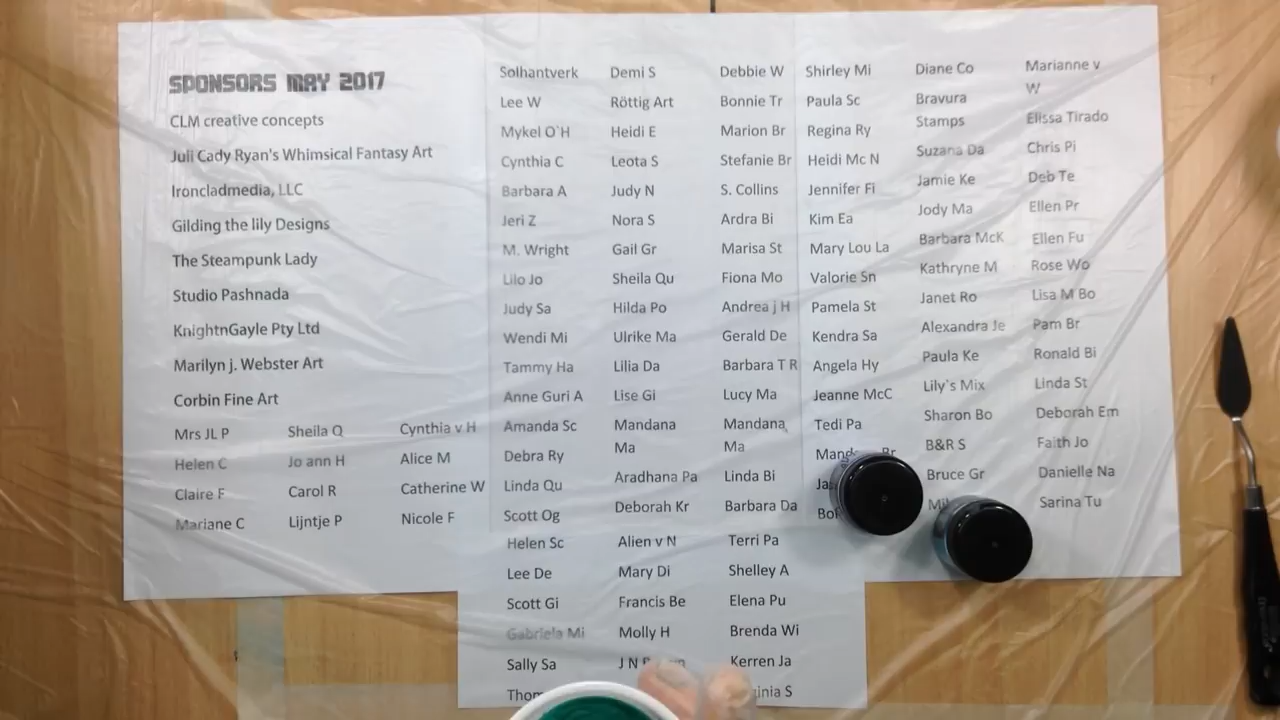 SPONSORS MAY 2017
CLM creative concepts
Juli Cady Ryan's Whimsical Fantasy Art
Ironcladmedia, LLC
Gilding the lily Designs
The Steampunk Lady
Studio Pashnada
KnightnGayle Pty Ltd
Marilyn j. Webster Art
Corbin Fine Art
Mrs JL P
Helen C
Claire F
Mariane C
Sheila Q
Jo ann H
Carol R
Lijntje P
Cynthia v H
Alice M
Catherine W
Nicole F
Solhantverk
Lee W
Mykel O`H
Cynthia C
Barbara A
Jeri Z
M. Wright
Lilo Jo
Judy Sa
Wendi Mi
Tammy Ha
Anne Guri A
Amanda Sc
Debra Ry
Linda Qu
Scott Og
Helen Sc
Lee De
Scott Gi
Gabriela Mi
Sally Sa
Demi S
Röttig Art
Heidi E
Leota S
Judy N
Nora S
Gail Gr
Sheila Qu
Hilda Po
Ulrike Ma
Lilia Da
Lise Gi
Mandana
Ma
Aradhana Pa
Deborah Kr
Alien v N
Mary Di
Francis Be
Molly H
J N
Debbie W
Bonnie Tr
Marion Br
Stefanie Br
S. Collins
Ardra Bi
Marisa St
Fiona Mo
Andrea j H
Gerald De
Barbara T R
Lucy Ma
Mandana
Ma
Linda Bi
Barbara Da
Terri Pa
Shelley A
Elena Pu
Brenda Wi
Kerren Ja
S
Shirley Mi
Paula Sc
Regina Ry
Heidi Mc N
Jennifer Fi
Kim Ea
Mary Lou La
Valorie Sn
Pamela St
Kendra Sa
Angela Hy
Jeanne McC
Tedi Pa
Br
Diane Co
Bravura
Stamps
Suzana Da
Jamie Ke
Jody Ma
Barbara McK
Kathryne M
Janet Ro
Alexandra Je
Paula Ke
Lily`s Mix
Sharon Bo
B&R S
Bruce Gr
Marianne v
W
Elissa Tirado
Chris Pi
Deb Te
Ellen Pr
Ellen Fu
Rose Wo
Lisa M Bo
Pam Br
Ronald Bi
Linda St
Deborah Em
Faith Jo
Danielle Na
Sarina Tu